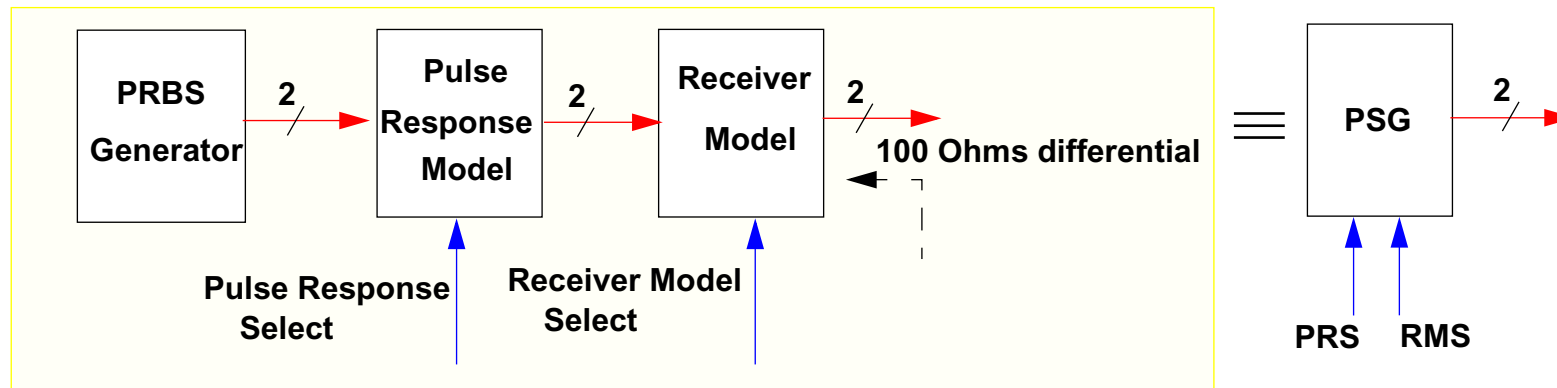 PRBS
Generator
2
Pulse
Response
Model
2
Receiver
Model
2
100 Ohms differential
Pulse Response
Select
Receiver Model
Select
PSG
2
PRS
RMS